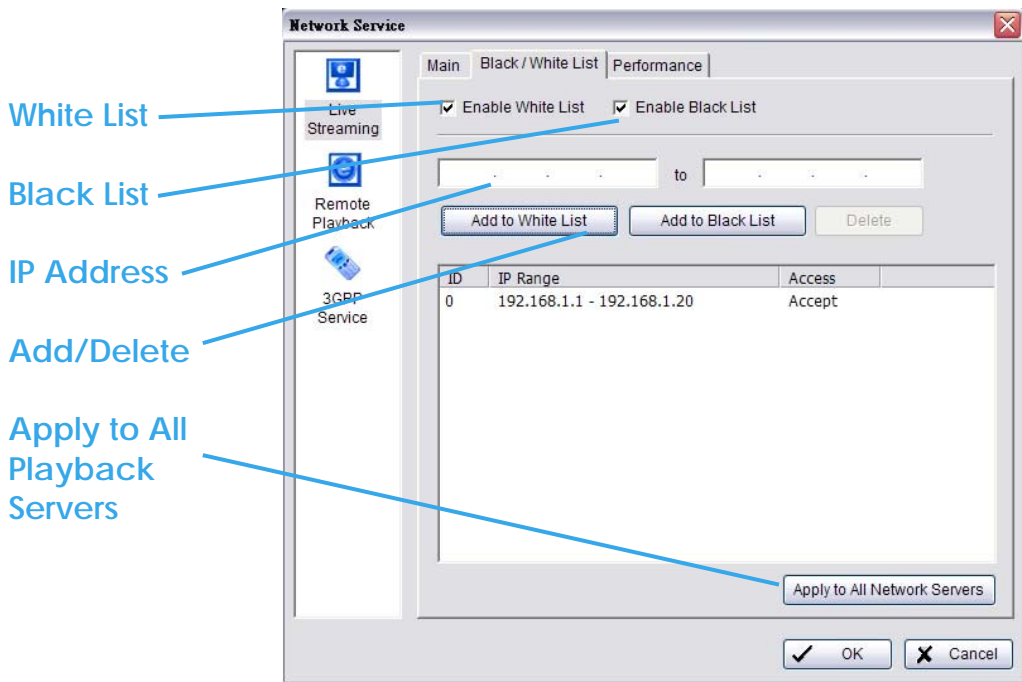 Network Service
Main
Black / White List
Performance
White List
Black List
IP Address
Add/Delete
Apply to All
Playback
Servers
Live
Streaming
Remote
Playback
3GPP
Service
Enable White List
Enable Black List
. . . to . . .
Add to White List
Add to Black List
Delete
ID IP Range Access
0 192.168.1.1 - 192.168.1.20 Accept
Apply to All Network Servers
OK
Cancel